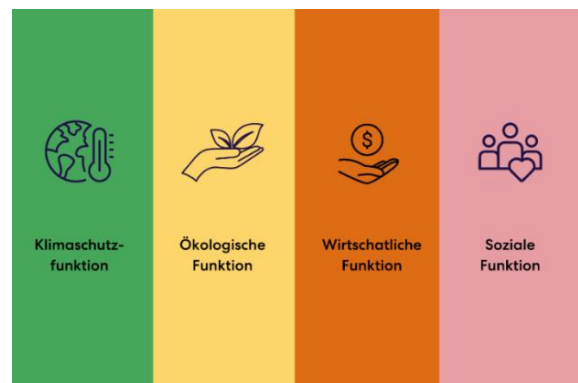 Klimaschutz-
funktion
Ökologische
Funktion
$
Wirtschatliche
Funktion
Soziale
Funktion